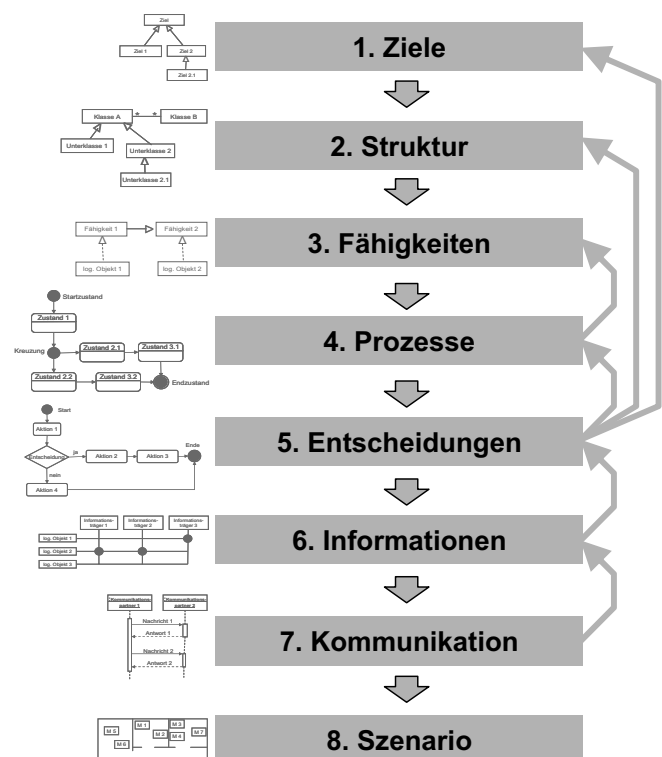 Ziel
Ziel 1
Ziel 2
Ziel 2.1
1. Ziele
Klasse A
*
*
Klasse B
Unterklasse 1
Unterklasse 2
Unterklasse 2.1
2. Struktur
Fähigkeit 1
Fähigkeit 2
log. Objekt 1
log. Objekt 2
3. Fähigkeiten
Startzustand
Zustand 1
Kreuzung
Zustand 2.1
Zustand 3.1
Zustand 2.2
Zustand 3.2
Endzustand
4. Prozesse
Start
Aktion 1
Entscheidung
ja
Aktion 2
Aktion 3
Ende
nein
Aktion 4
5. Entscheidungen
Informations-
träger 1
Informations-
träger 2
Informations-
träger 3
log. Objekt 1
log. Objekt 2
log. Objekt 3
6. Informationen
Kommunikations-
partner 1
Kommunikations-
partner 2
Nachricht 1
Antwort 1
Nachricht 2
Antwort 2
7. Kommunikation
M 5
M 6
M 1
M 2
M 3
M 4
M 7
8. Szenario